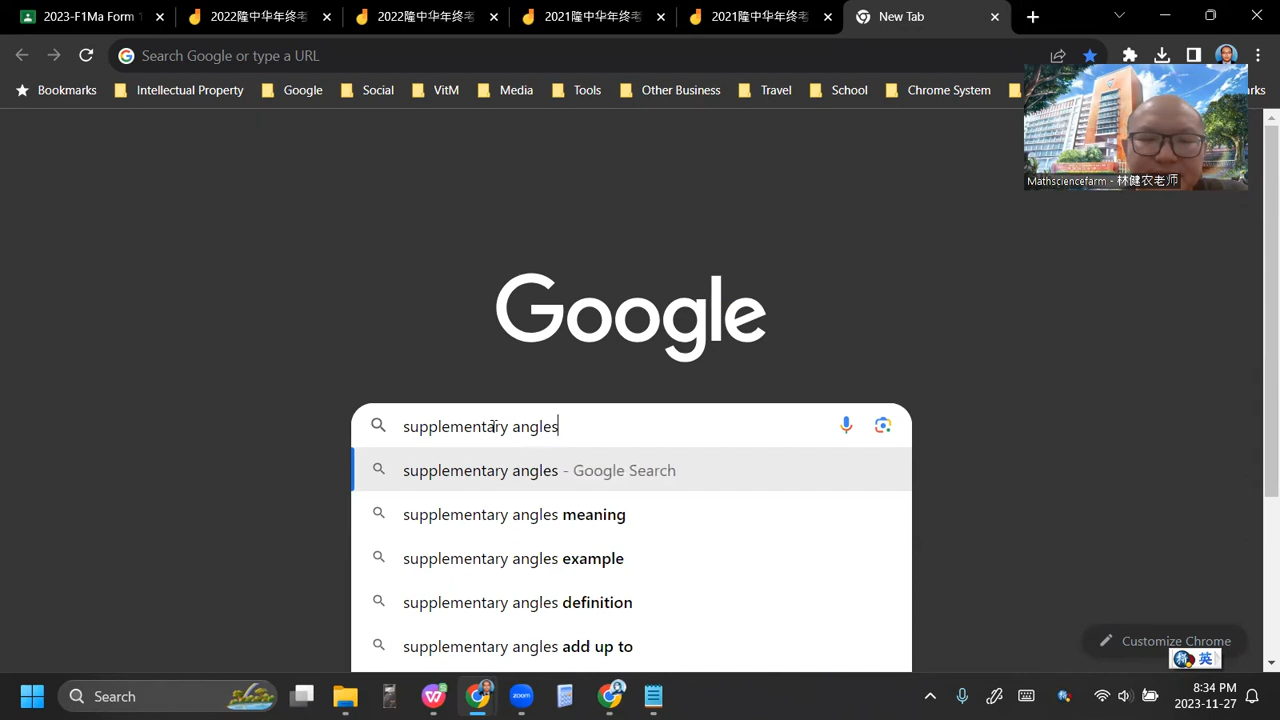 2023-F1Ma Form 1
2022隆中华年终考
2022隆中华年终考
2021隆中华年终考
2021隆中华年终考
New Tab
Search Google or type a URL
Bookmarks
Intellectual Property
Google
Social
VitM
Media
Tools
Other Business
Travel
School
Chrome System
rks
Mathsciencefarm - 林健农老师
Google
supplementary angles
supplementary angles - Google Search
supplementary angles meaning
supplementary angles example
supplementary angles definition
supplementary angles add up to
Customize Chrome
英
Search
zoom
8:34 PM
2023-11-27